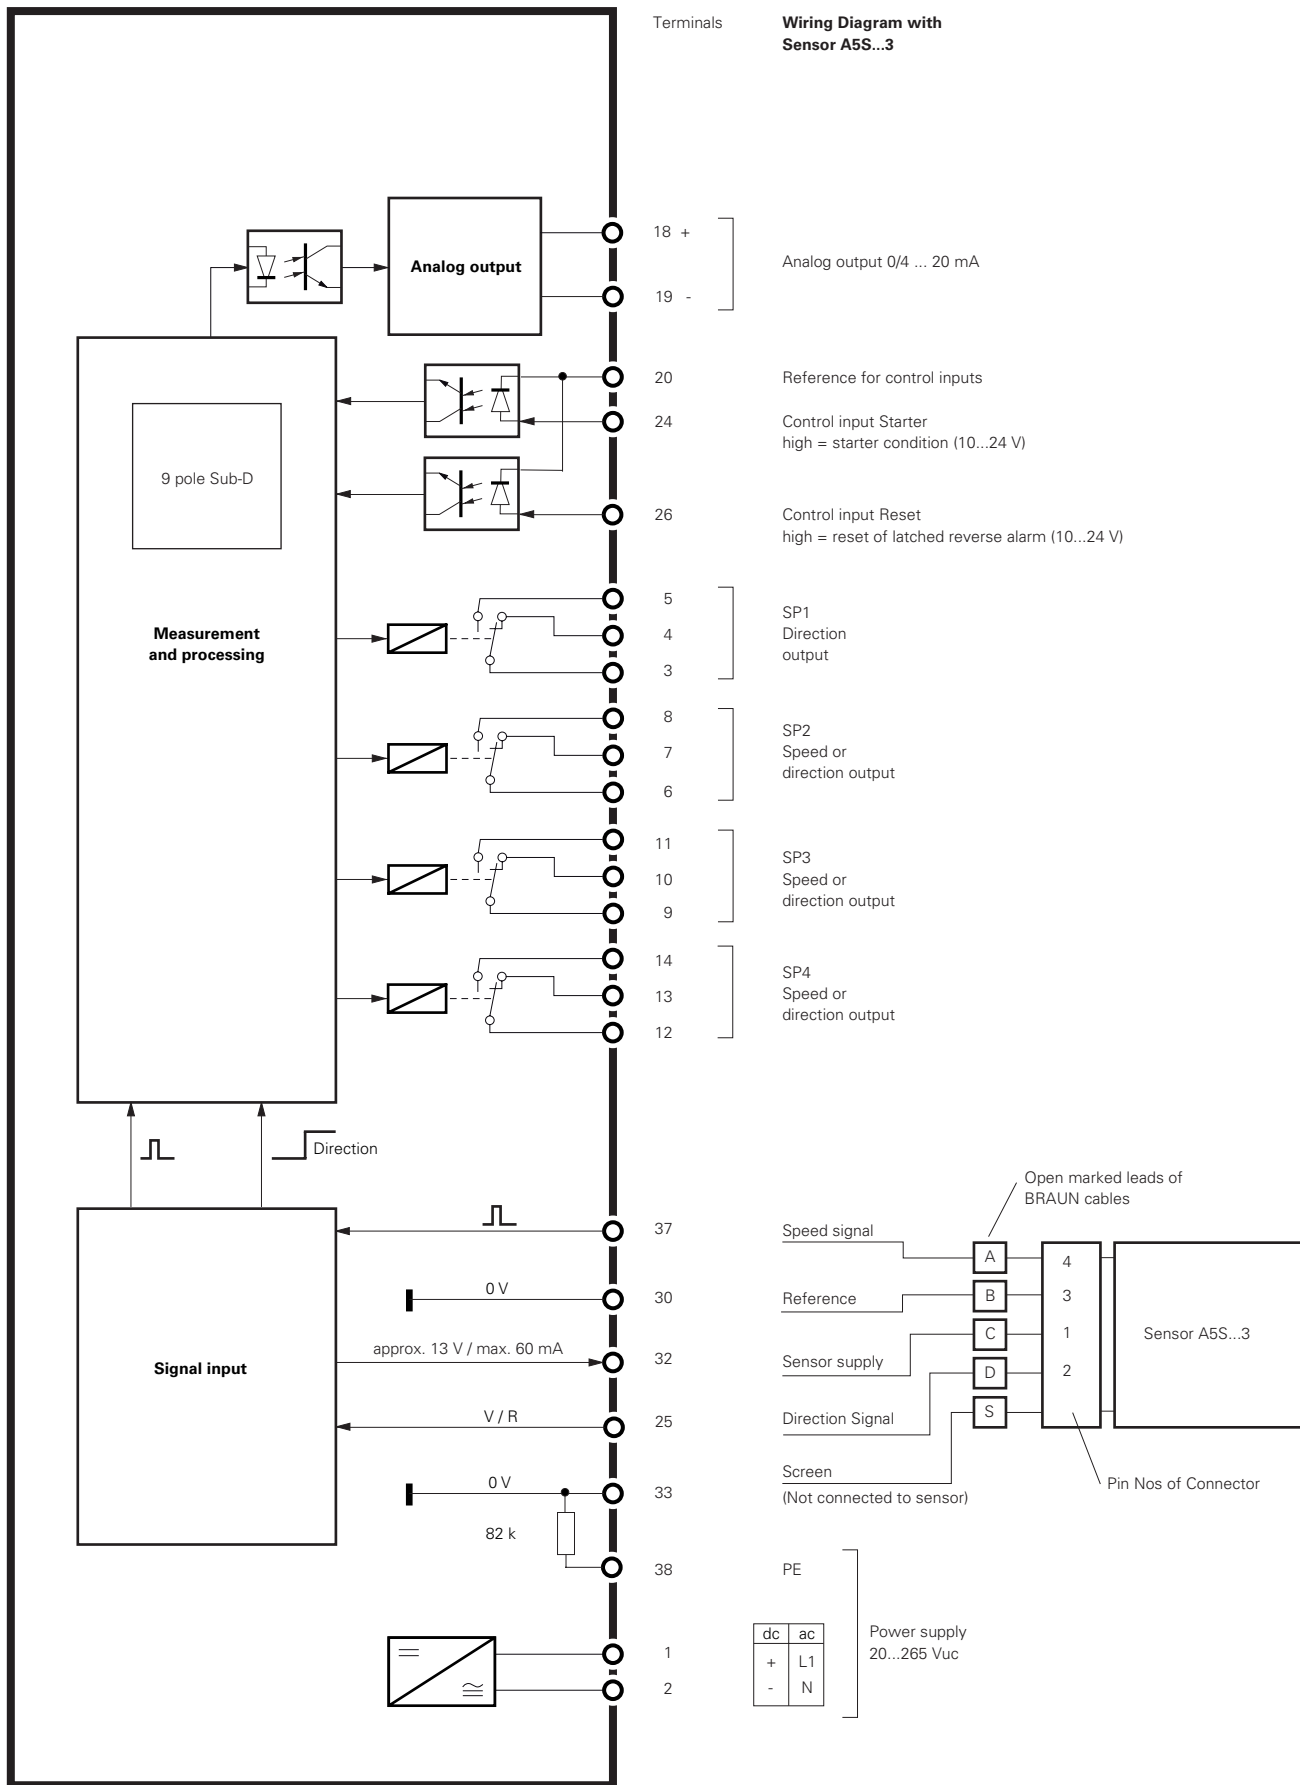 Terminals
Wiring Diagram with
Sensor A5S...3
18 +
Analog output
Analog output 0/4 ... 20 mA
19 -
20
Reference for control inputs
24
Control input Starter
high = starter condition (10...24 V)
9 pole Sub-D
26
Control input Reset
high = reset of latched reverse alarm (10...24 V)
5
SP1
Measurement
and processing
4
Direction
output
3
8
SP2
7
Speed or
direction output
6
11
SP3
10
Speed or
direction output
9
14
SP4
13
Speed or
direction output
12
Direction
Open marked leads of
BRAUN cables
37
Speed signal
A
4
0 V
30
Reference
B
3
C
1
Sensor A5S...3
approx. 13 V / max. 60 mA
32
Sensor supply
Signal input
D
2
V / R
25
Direction Signal
S
0 V
33
Screen
(Not connected to sensor)
Pin Nos of Connector
82 k
38
PE
dc ac
Power supply
20...265 Vuc
1
+ L1
2
- N